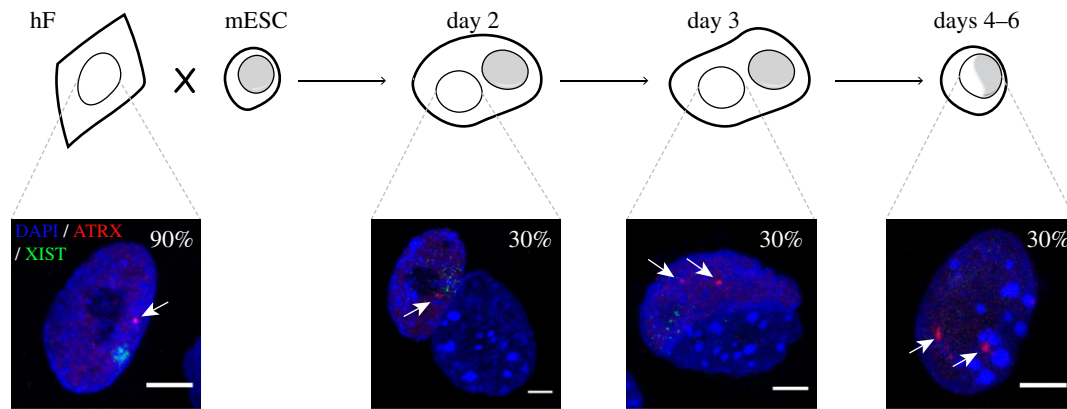 hF
mESC
day 2
day 3
days 4–6
DAPI / ATRX
/ XIST
90%
30%
30%
30%